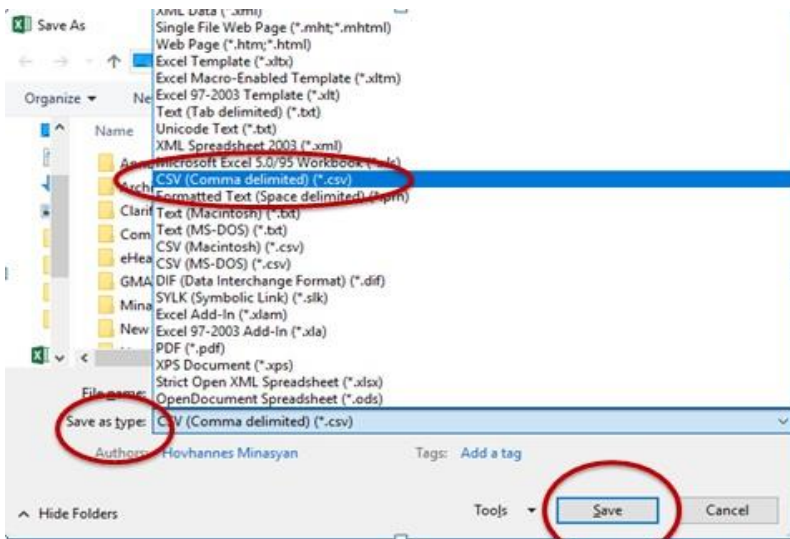 XML Data (*.xml)
Save As
Single File Web Page (*.mht;*.mhtml)
Web Page (*.htm;*.html)
Excel Template (*.xltx)
Excel Macro-Enabled Template (*.xltm)
Organize
Ne
Excel 97-2003 Template (*.xlt)
Text (Tab delimited) (*.txt)
Name
Unicode Text (*.txt)
XML Spreadsheet 2003 (*.xml)
Microsoft Excel 5.0/95 Workbook (*.xls)
Arch
CSV (Comma delimited) (*.csv)
Formatted Text (Space delimited) (*.prn)
Clarif
Text (Macintosh) (*.txt)
Com
Text (MS-DOS) (*.txt)
CSV (Macintosh) (*.csv)
eHea
CSV (MS-DOS) (*.csv)
GMA
DIF (Data Interchange Format) (*.dif)
Mina
SYLK (Symbolic Link) (*.slk)
Excel Add-In (*.xlam)
New
Excel 97-2003 Add-In (*.xla)
PDF (*.pdf)
XPS Document (*.xps)
Strict Open XML Spreadsheet (*.xlsx)
File name:
OpenDocument Spreadsheet (*.ods)
Save as type: CSV (Comma delimited) (*.csv)
Authors: Hovhannes Minasyan Tags: Add a tag
Hide Folders Tools Save Cancel